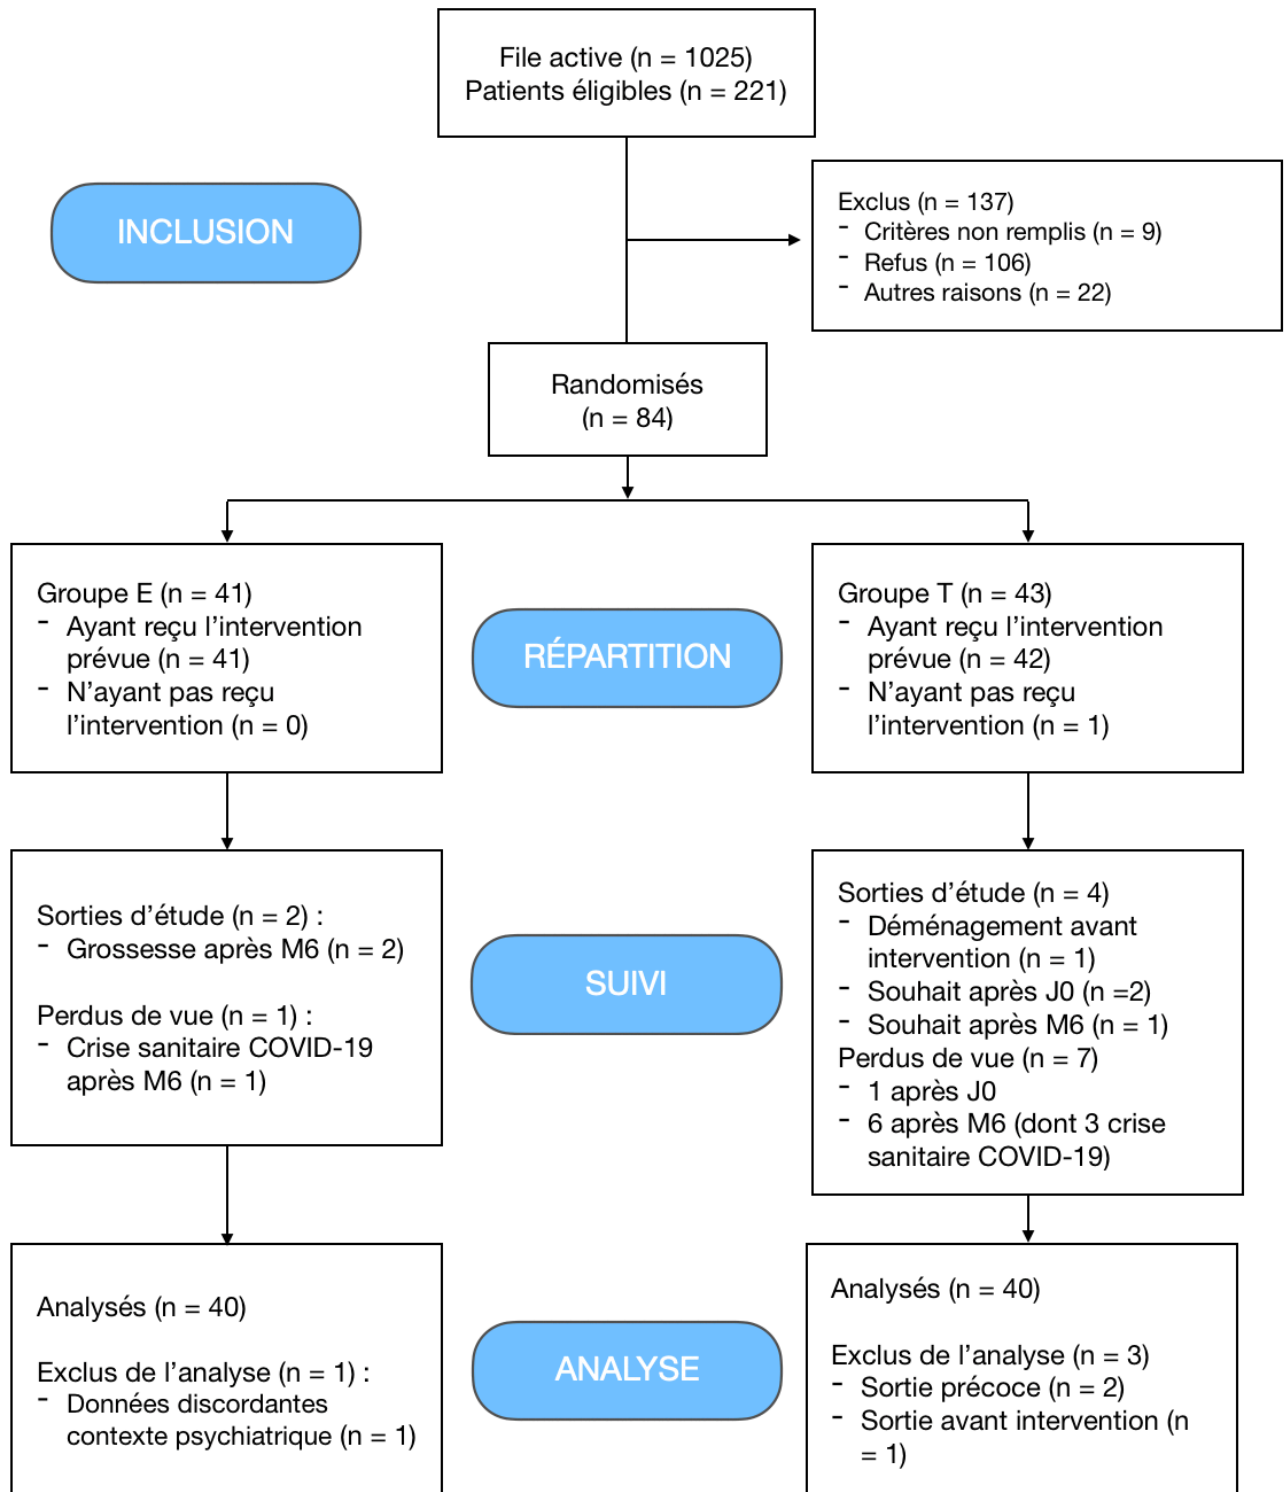 File active (n = 1025)
Patients éligibles (n = 221)
INCLUSION
Exclus (n = 137)
- Critères non remplis (n = 9)
- Refus (n = 106)
- Autres raisons (n = 22)
Randomisés
(n = 84)
Groupe E (n = 41)
- Ayant reçu l’intervention
prévue (n = 41)
- N’ayant pas reçu
l’intervention (n = 0)
RÉPARTITION
Groupe T (n = 43)
- Ayant reçu l’intervention
prévue (n = 42)
- N’ayant pas reçu
l’intervention (n = 1)
Sorties d’étude (n = 2) :
- Grossesse après M6 (n = 2)
Perdus de vue (n = 1) :
- Crise sanitaire COVID-19
après M6 (n = 1)
SUIVI
Sorties d’étude (n = 4)
- Déménagement avant
intervention (n = 1)
- Souhait après J0 (n =2)
- Souhait après M6 (n = 1)
Perdus de vue (n = 7)
- 1 après J0
- 6 après M6 (dont 3 crise
sanitaire COVID-19)
Analysés (n = 40)
Exclus de l’analyse (n = 1) :
- Données discordantes
contexte psychiatrique (n = 1)
ANALYSE
Analysés (n = 40)
Exclus de l’analyse (n = 3)
- Sortie précoce (n = 2)
- Sortie avant intervention (n
= 1)